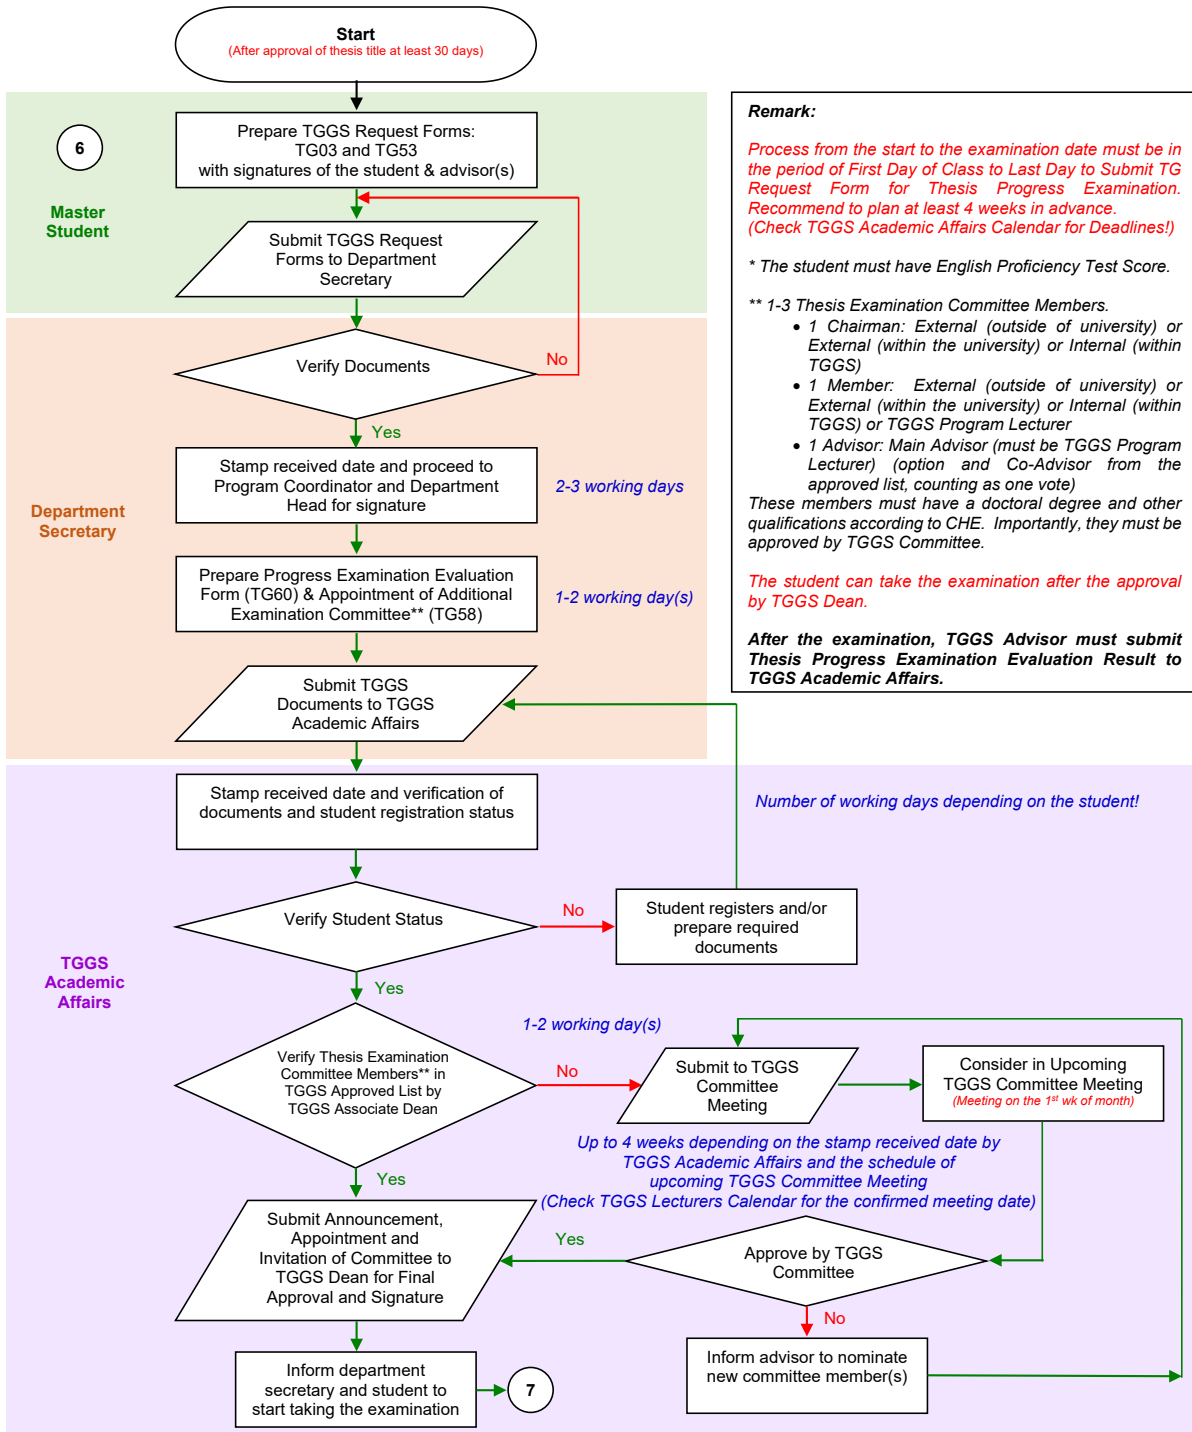 Start
(After approval of thesis title at least 30 days)
6
Master
Student
Prepare TGGS Request Forms:
TG03 and TG53
with signatures of the student & advisor(s)
Submit TGGS Request
Forms to Department
Secretary
Verify Documents
No
Yes
Department
Secretary
Stamp received date and proceed to
Program Coordinator and Department
Head for signature
2-3 working days
Prepare Progress Examination Evaluation
Form (TG60) & Appointment of Additional
Examination Committee** (TG58)
1-2 working day(s)
Submit TGGS
Documents to TGGS
Academic Affairs
Remark:
Process from the start to the examination date must be in
the period of First Day of Class to Last Day to Submit TG
Request Form for Thesis Progress Examination.
Recommend to plan at least 4 weeks in advance.
(Check TGGS Academic Affairs Calendar for Deadlines!)
* The student must have English Proficiency Test Score.
** 1-3 Thesis Examination Committee Members.
• 1 Chairman: External (outside of university) or
External (within the university) or Internal (within
TGGS)
• 1 Member: External (outside of university) or
External (within the university) or Internal (within
TGGS) or TGGS Program Lecturer
• 1 Advisor: Main Advisor (must be TGGS Program
Lecturer) (option and Co-Advisor from the
approved list, counting as one vote)
These members must have a doctoral degree and other
qualifications according to CHE. Importantly, they must be
approved by TGGS Committee.
The student can take the examination after the approval
by TGGS Dean.
After the examination, TGGS Advisor must submit
Thesis Progress Examination Evaluation Result to
TGGS Academic Affairs.
Stamp received date and verification of
documents and student registration status
Number of working days depending on the student!
Verify Student Status
No
Student registers and/or
prepare required
documents
TGGS
Academic
Affairs
Yes
1-2 working day(s)
Verify Thesis Examination
Committee Members** in
TGGS Approved List by
TGGS Associate Dean
No
Submit to TGGS
Committee
Meeting
Consider in Upcoming
TGGS Committee Meeting
(Meeting on the 1st wk of month)
Up to 4 weeks depending on the stamp received date by
TGGS Academic Affairs and the schedule of
upcoming TGGS Committee Meeting
(Check TGGS Lecturers Calendar for the confirmed meeting date)
Yes
Submit Announcement,
Appointment and
Invitation of Committee to
TGGS Dean for Final
Approval and Signature
Yes
Approve by TGGS
Committee
No
Inform advisor to nominate
new committee member(s)
Inform department
secretary and student to
start taking the examination
7